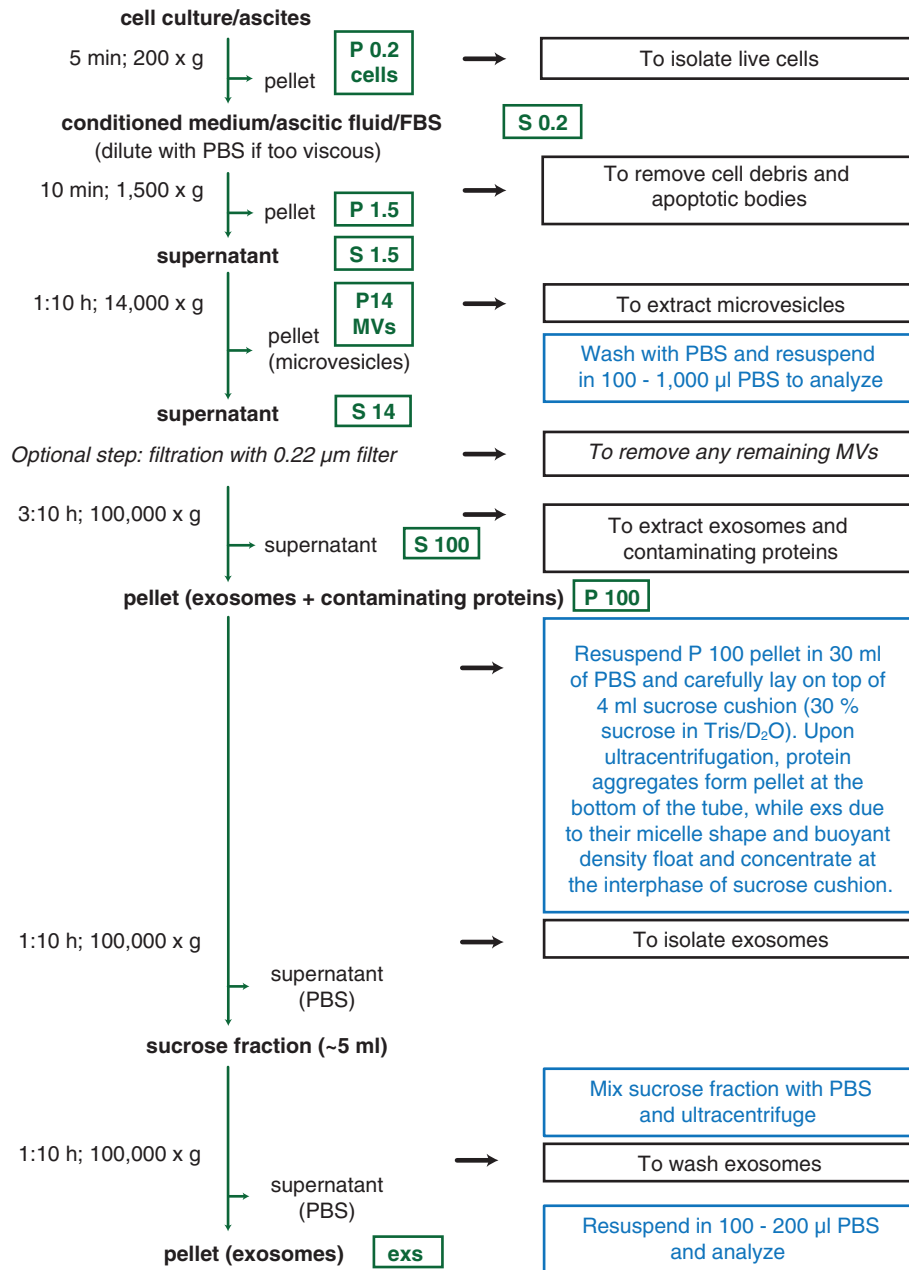 cell culture/ascites
5 min; 200 x g
pellet
P 0.2
cells
To isolate live cells
conditioned medium/ascitic fluid/FBS
S 0.2
(dilute with PBS if too viscous)
10 min; 1,500 x g
pellet
P 1.5
To remove cell debris and
apoptotic bodies
supernatant
S 1.5
1:10 h; 14,000 x g
pellet
(microvesicles)
P14
MVs
To extract microvesicles
Wash with PBS and resuspend
in 100 - 1,000 µl PBS to analyze
supernatant
S 14
Optional step: filtration with 0.22 µm filter
To remove any remaining MVs
3:10 h; 100,000 x g
supernatant
S 100
To extract exosomes and
contaminating proteins
pellet (exosomes + contaminating proteins)
P 100
Resuspend P 100 pellet in 30 ml
of PBS and carefully lay on top of
4 ml sucrose cushion (30 %
sucrose in Tris/D₂O). Upon
ultracentrifugation, protein
aggregates form pellet at the
bottom of the tube, while exs due
to their micelle shape and buoyant
density float and concentrate at
the interphase of sucrose cushion.
1:10 h; 100,000 x g
To isolate exosomes
supernatant
(PBS)
sucrose fraction (~5 ml)
Mix sucrose fraction with PBS
and ultracentrifuge
1:10 h; 100,000 x g
To wash exosomes
supernatant
(PBS)
Resuspend in 100 - 200 µl PBS
and analyze
pellet (exosomes)
exs